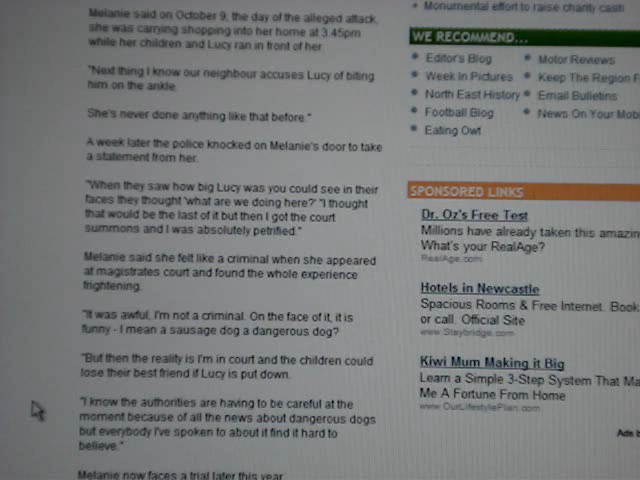 Melanie said on October 9, the day of the alleged attack,
she was carrying shopping into her home at 3.45pm
while her children and Lucy ran in front of her.
"Next thing I know our neighbour accuses Lucy of biting
him on the ankle.
She's never done anything like that before."
A week later the police knocked on Melanie's door to take
a statement from her.
"When they saw how big Lucy was you could see in their
faces they thought 'what are we doing here?' "I thought
that would be the last of it but then I got the court
summons and I was absolutely petrified."
Melanie said she felt like a criminal when she appeared
at magistrates court and found the whole experience
frightening.
"It was awful, I'm not a criminal. On the face of it, it is
funny - I mean a sausage dog a dangerous dog?
"But then the reality is I'm in court and the children could
lose their best friend if Lucy is put down.
"I know the authorities are having to be careful at the
moment because of all the news about dangerous dogs
but everybody I've spoken to about it find it hard to
believe."
Melanie now faces a trial later this year
Monumental effort to raise charity cash
WE RECOMMEND...
Editor's Blog
Motor Reviews
Week in Pictures
Keep The Region F
North East History
Email Bulletins
Football Blog
News On Your Mobi
Eating Owt
SPONSORED LINKS
Dr. Oz's Free Test
Millions have already taken this amazin
What's your RealAge?
RealAge.com
Hotels in Newcastle
Spacious Rooms & Free Internet. Book
or call. Official Site
www.Staybridge.com
Kiwi Mum Making it Big
Learn a Simple 3-Step System That Ma
Me A Fortune From Home
www.OurLifestylePlan.com
Ads b